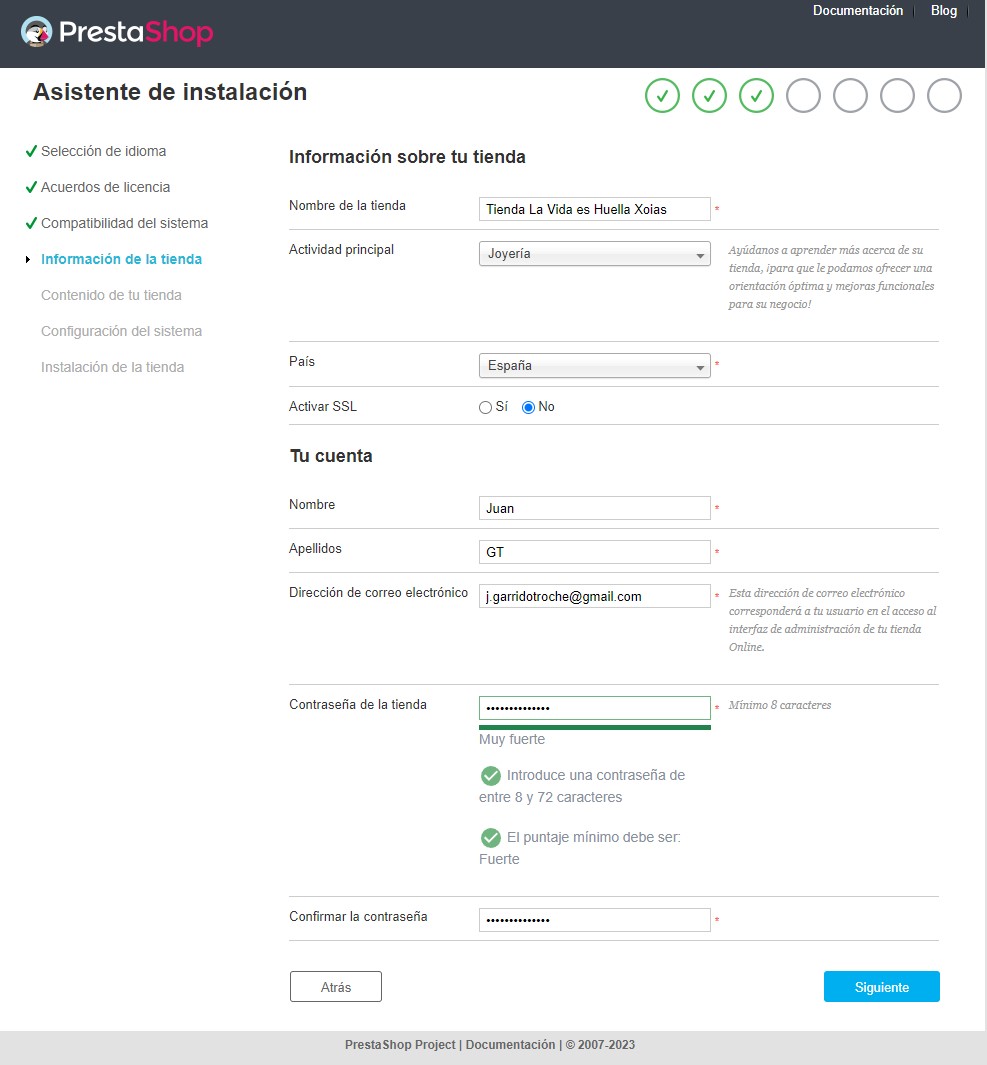 Documentación
Blog
PrestaShop
Asistente de instalación
Selección de idioma
Acuerdos de licencia
Compatibilidad del sistema
Información de la tienda
Contenido de tu tienda
Configuración del sistema
Instalación de la tienda
Información sobre tu tienda
Nombre de la tienda
Tienda La Vida es Huella Xoias *
Actividad principal
Joyería
Ayúdanos a aprender más acerca de su
tienda, ¡para que le podamos ofrecer una
orientación óptima y mejoras funcionales
para su negocio!
País
España *
Activar SSL
Sí No
Tu cuenta
Nombre
Juan *
Apellidos
GT *
Dirección de correo electrónico
j.garridotroche@gmail.com *
Esta dirección de correo electrónico
corresponderá a tu usuario en el acceso al
interfaz de administración de tu tienda
Online.
Contraseña de la tienda
•••••••••••••• *
Mínimo 8 caracteres
Muy fuerte
Introduce una contraseña de
entre 8 y 72 caracteres
El puntaje mínimo debe ser:
Fuerte
Confirmar la contraseña
•••••••••••••• *
Atrás
Siguiente
PrestaShop Project | Documentación | © 2007-2023